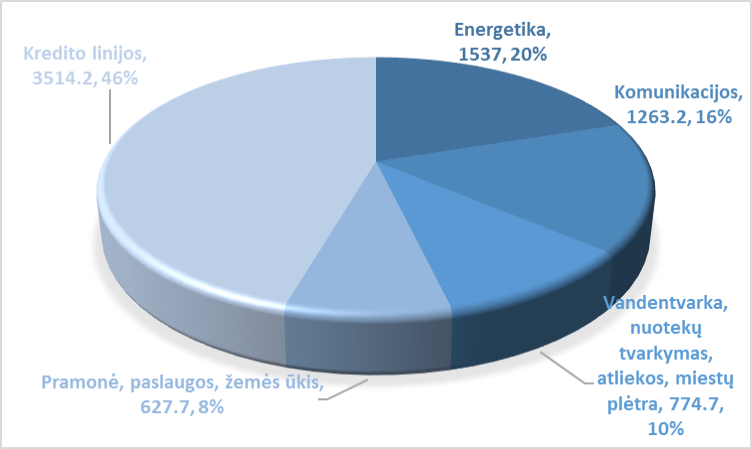 Energetika,
1537, 20%
Kredito linijos,
3514.2, 46%
Komunikacijos,
1263.2, 16%
Vandentvarka,
nuotekų
tvarkymas,
atliekos, miestų
plėtra, 774.7,
10%
Pramonė, paslaugos, žemės ūkis,
627.7, 8%